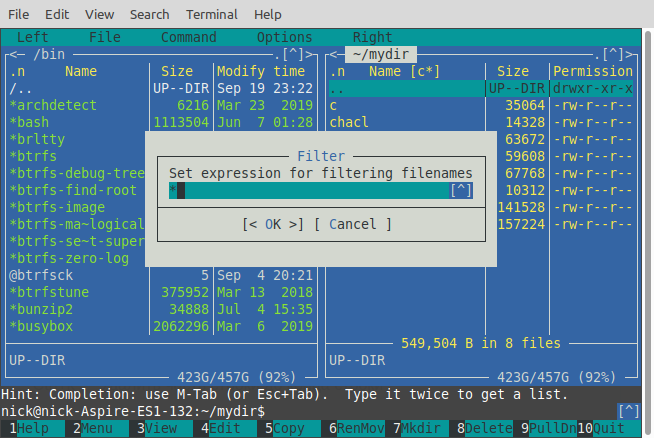 File Edit View Search Terminal Help
Left File Command Options Right
<− /bin .[^]> <− ~/mydir .[^]>
.n Name Size Modify time .n Name [c*] Size Permission
/.. UP--DIR Sep 19 23:22 .. UP--DIR drwxr-xr-x
*archdetect 6216 Mar 23 2019 c 35064 -rw-r--r--
*bash 1113504 Jun 7 01:28 chacl 14328 -rw-r--r--
*brltty 63672 -rw-r--r--
*btrfs Filter 59608 -rw-r--r--
*btrfs-debug-tree Set expression for filtering filenames 67768 -rw-r--r--
*btrfs-find-root * [^] 10312 -rw-r--r--
*btrfs-image 141528 -rw-r--r--
*btrfs-ma~logical [< OK >] [ Cancel ] 157224 -rw-r--r--
*btrfs-se~t-super
*btrfs-zero-log
@btrfsck 5 Sep 4 20:21
*btrfstune 375952 Mar 13 2018
*bunzip2 34888 Jul 4 15:35
*busybox 2062296 Mar 6 2019
549,504 B in 8 files
UP--DIR UP--DIR
423G/457G (92%) 423G/457G (92%)
Hint: Completion: use M-Tab (or Esc+Tab). Type it twice to get a list.
nick@nick-Aspire-ES1-132:~/mydir$ [^]
1Help 2Menu 3View 4Edit 5Copy 6RenMov 7Mkdir 8Delete 9PullDn 10Quit